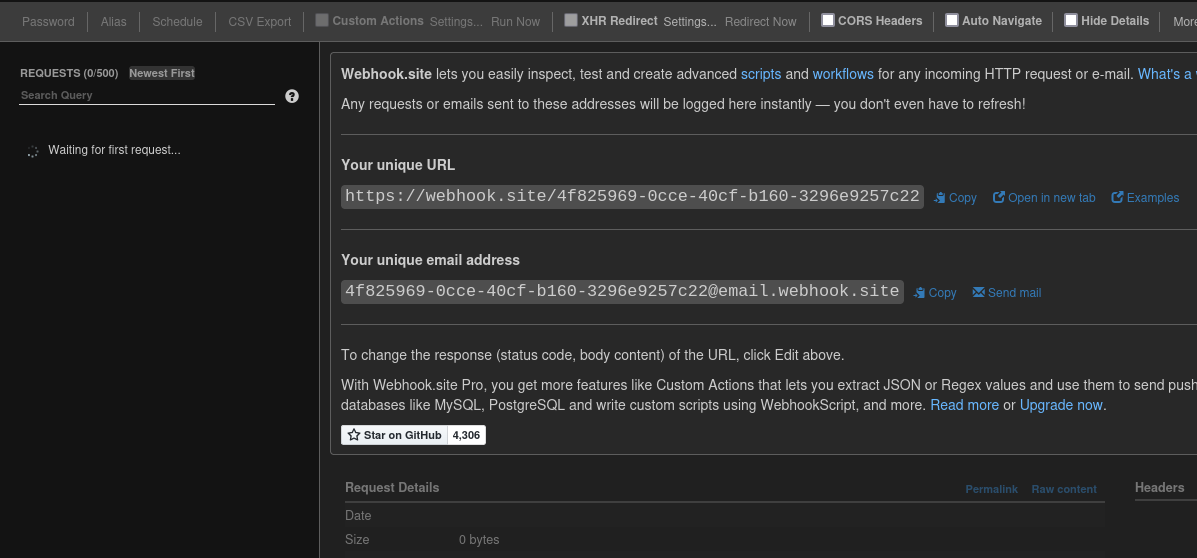 Password Alias Schedule CSV Export Custom Actions Settings... Run Now XHR Redirect Settings... Redirect Now CORS Headers Auto Navigate Hide Details More
REQUESTS (0/500) Newest First
Search Query
Waiting for first request...
Webhook.site lets you easily inspect, test and create advanced scripts and workflows for any incoming HTTP request or e-mail. What's a
Any requests or emails sent to these addresses will be logged here instantly — you don't even have to refresh!
Your unique URL
https://webhook.site/4f825969-0cce-40cf-b160-3296e9257c22 Copy Open in new tab Examples
Your unique email address
4f825969-0cce-40cf-b160-3296e9257c22@email.webhook.site Copy Send mail
To change the response (status code, body content) of the URL, click Edit above.
With Webhook.site Pro, you get more features like Custom Actions that lets you extract JSON or Regex values and use them to send push
databases like MySQL, PostgreSQL and write custom scripts using WebhookScript, and more. Read more or Upgrade now.
Star on GitHub 4,306
Request Details Permalink Raw content Headers
Date
Size 0 bytes